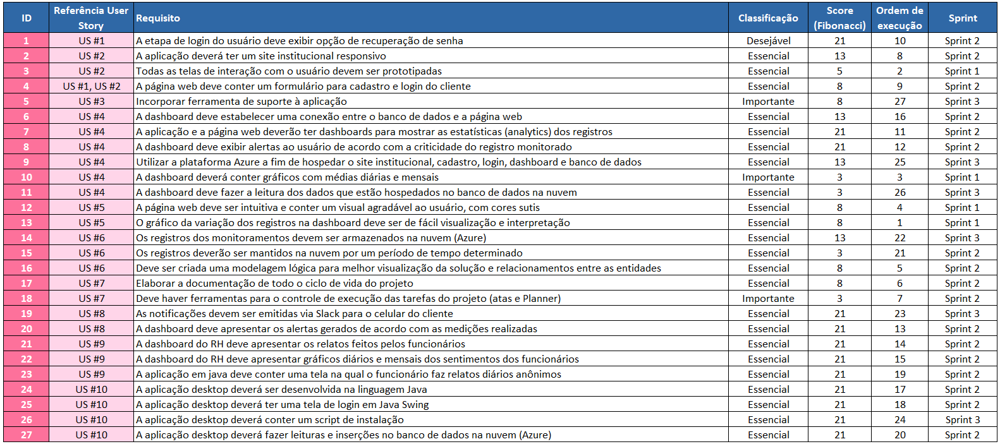 ID Referência User Story Requisito Classificação Score (Fibonacci) Ordem de execução Sprint
1 US #1 A etapa de login do usuário deve exibir opção de recuperação de senha Desejável 21 10 Sprint 2
2 US #2 A aplicação deverá ter um site institucional responsivo Essencial 13 8 Sprint 2
3 US #2 Todas as telas de interação com o usuário devem ser prototipadas Essencial 5 2 Sprint 1
4 US #1, US #2 A página web deve conter um formulário para cadastro e login do cliente Essencial 8 9 Sprint 2
5 US #3 Incorporar ferramenta de suporte à aplicação Importante 8 27 Sprint 3
6 US #4 A dashboard deve estabelecer uma conexão entre o banco de dados e a página web Essencial 13 16 Sprint 2
7 US #4 A aplicação e a página web deverão ter dashboards para mostrar as estatísticas (analytics) dos registros Essencial 21 11 Sprint 2
8 US #4 A dashboard deve exibir alertas ao usuário de acordo com a criticidade do registro monitorado Essencial 21 12 Sprint 2
9 US #4 Utilizar a plataforma Azure a fim de hospedar o site institucional, cadastro, login, dashboard e banco de dados Essencial 13 25 Sprint 3
10 US #4 A dashboard deverá conter gráficos com médias diárias e mensais Importante 3 3 Sprint 1
11 US #4 A dashboard deve fazer a leitura dos dados que estão hospedados no banco de dados na nuvem Essencial 3 26 Sprint 3
12 US #5 A página web deve ser intuitiva e conter um visual agradável ao usuário, com cores sutis Essencial 8 4 Sprint 1
13 US #5 O gráfico da variação dos registros na dashboard deve ser de fácil visualização e interpretação Essencial 8 1 Sprint 1
14 US #6 Os registros dos monitoramentos devem ser armazenados na nuvem (Azure) Essencial 13 22 Sprint 3
15 US #6 Os registros deverão ser mantidos na nuvem por um período de tempo determinado Essencial 3 21 Sprint 2
16 US #6 Deve ser criada uma modelagem lógica para melhor visualização da solução e relacionamentos entre as entidades Essencial 8 5 Sprint 2
17 US #7 Elaborar a documentação de todo o ciclo de vida do projeto Essencial 8 6 Sprint 2
18 US #7 Deve haver ferramentas para o controle de execução das tarefas do projeto (atas e Planner) Importante 3 7 Sprint 2
19 US #8 As notificações devem ser emitidas via Slack para o celular do cliente Essencial 21 23 Sprint 3
20 US #8 A dashboard deve apresentar os alertas gerados de acordo com as medições realizadas Essencial 21 13 Sprint 2
21 US #9 A dashboard do RH deve apresentar os relatos feitos pelos funcionários Essencial 21 14 Sprint 2
22 US #9 A dashboard do RH deve apresentar gráficos diários e mensais dos sentimentos dos funcionários Essencial 21 15 Sprint 2
23 US #9 A aplicação em java deve conter uma tela na qual o funcionário faz relatos diários anônimos Essencial 21 19 Sprint 2
24 US #10 A aplicação desktop deverá ser desenvolvida na linguagem Java Essencial 21 17 Sprint 2
25 US #10 A aplicação desktop deverá ter uma tela de login em Java Swing Essencial 21 18 Sprint 2
26 US #10 A aplicação desktop deverá conter um script de instalação Essencial 21 24 Sprint 3
27 US #10 A aplicação desktop deverá fazer leituras e inserções no banco de dados na nuvem (Azure) Essencial 21 20 Sprint 2